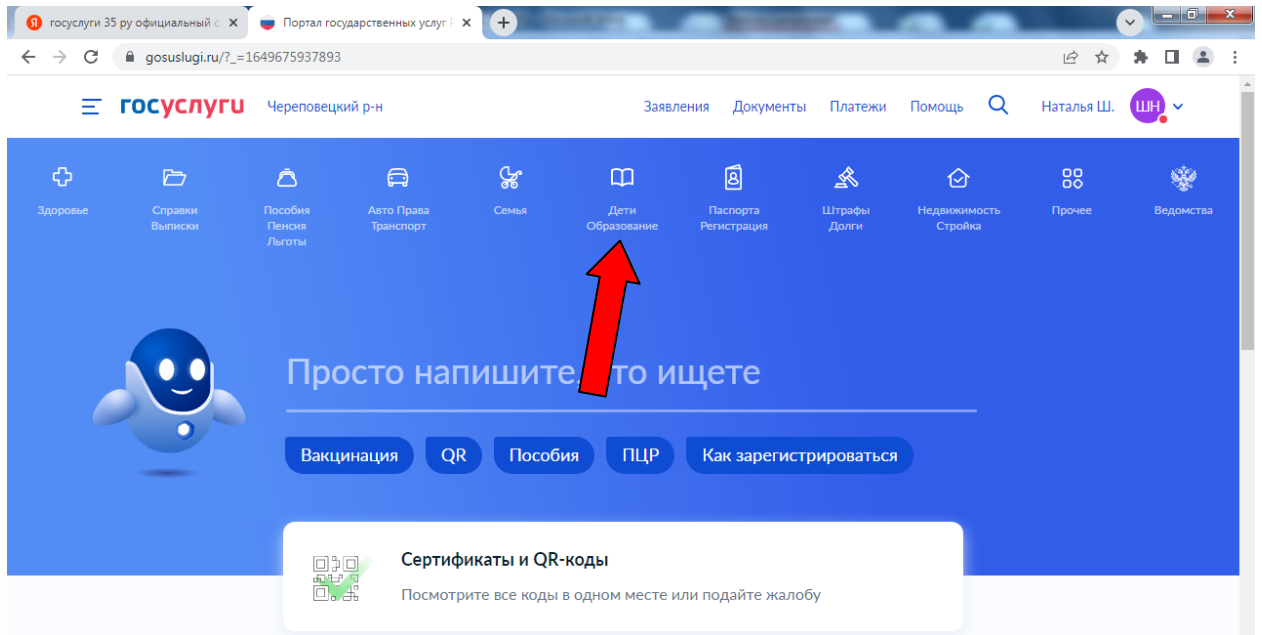 Я госуслуги 35 ру официальный с
Портал государственных услуг Р
gosuslugi.ru/?_=1649675937893
госуслуги Череповецкий р-н Заявления Документы Платежи Помощь Наталья Ш. ШН
Здоровье Справки Пособия Авто Права Семья Дети Паспорта Штрафы Недвижимость Прочее Ведомства
Выписки Пенсия Транспорт Образование Регистрация Долги Стройка
Льготы
Просто напишите, то ищете
Вакцинация QR Пособия ПЦР Как зарегистрироваться
Сертификаты и QR-коды
Посмотрите все коды в одном месте или подайте жалобу